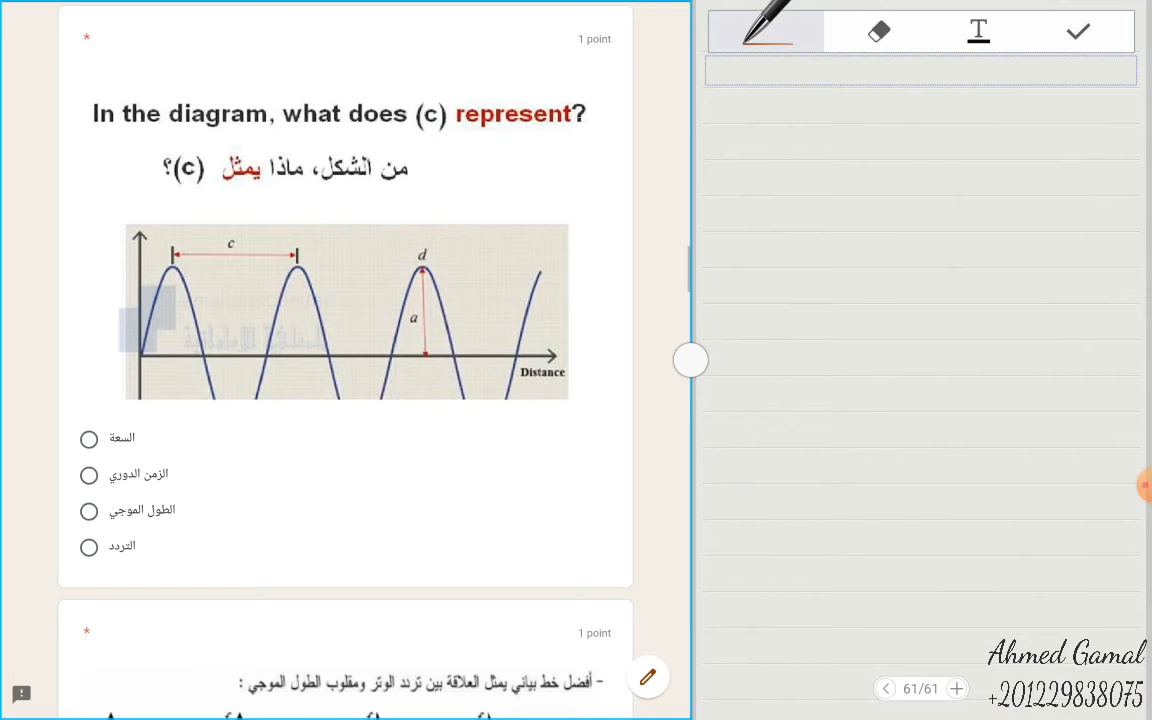 *
1 point
In the diagram, what does (c) represent?
من الشكل، ماذا يمثل (c)؟
c
d
a
Distance
السعة
الزمن الدوري
الطول الموجي
التردد
*
1 point
- أفضل خط بياني يمثل العلاقة بين تردد الوتر ومقلوب الطول الموجي :
T
61/61
Ahmed Gamal
+201229838075